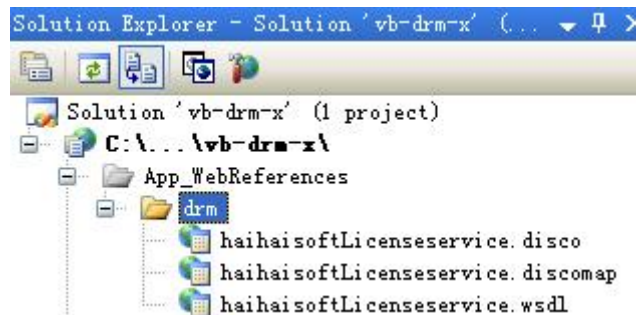 Solution Explorer - Solution 'vb-drm-x' (...
Solution 'vb-drm-x' (1 project)
C:\...\vb-drm-x\
App_WebReferences
drm
haihaisoftLicenseservice.disco
haihaisoftLicenseservice.discomap
haihaisoftLicenseservice.wsdl